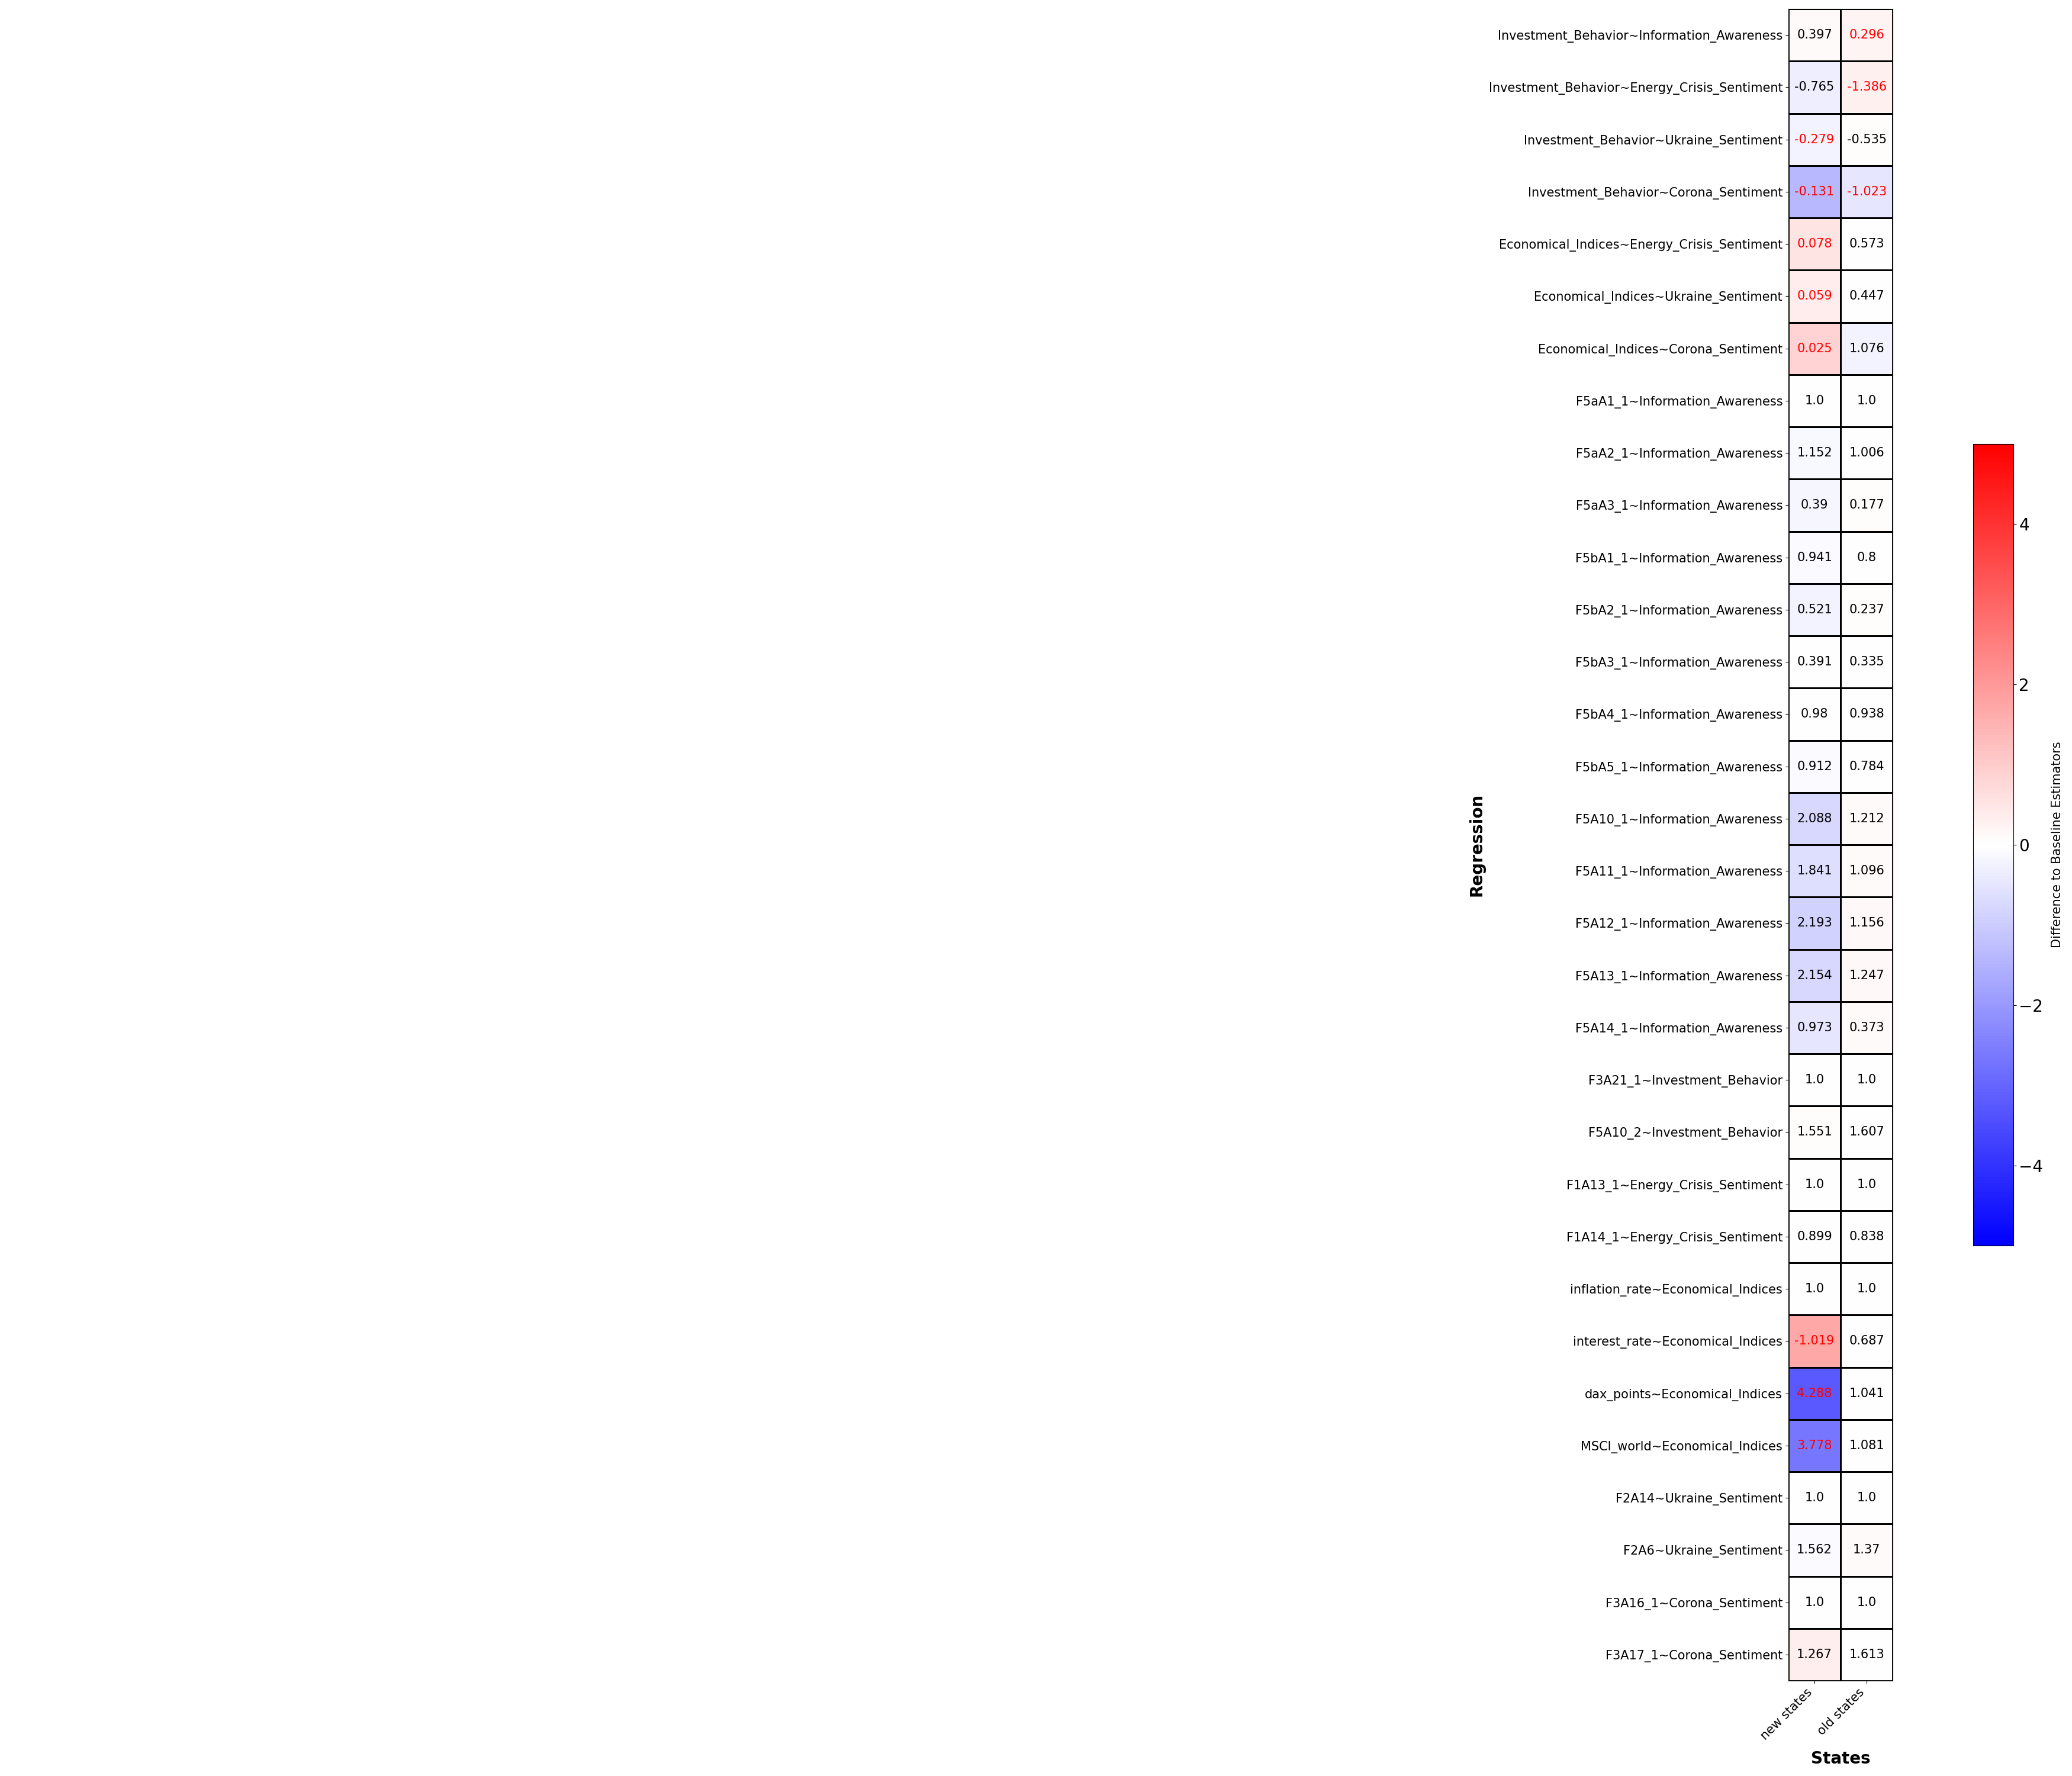 Investment_Behavior~Information_Awareness 0.397 0.296
Investment_Behavior~Energy_Crisis_Sentiment -0.765 -1.386
Investment_Behavior~Ukraine_Sentiment -0.279 -0.535
Investment_Behavior~Corona_Sentiment -0.131 -1.023
Economical_Indices~Energy_Crisis_Sentiment 0.078 0.573
Economical_Indices~Ukraine_Sentiment 0.059 0.447
Economical_Indices~Corona_Sentiment 0.025 1.076
F5aA1_1~Information_Awareness 1.0 1.0
F5aA2_1~Information_Awareness 1.152 1.006
F5aA3_1~Information_Awareness 0.39 0.177
F5bA1_1~Information_Awareness 0.941 0.8
F5bA2_1~Information_Awareness 0.521 0.237
F5bA3_1~Information_Awareness 0.391 0.335
F5bA4_1~Information_Awareness 0.98 0.938
F5bA5_1~Information_Awareness 0.912 0.784
F5A10_1~Information_Awareness 2.088 1.212
F5A11_1~Information_Awareness 1.841 1.096
F5A12_1~Information_Awareness 2.193 1.156
F5A13_1~Information_Awareness 2.154 1.247
F5A14_1~Information_Awareness 0.973 0.373
F3A21_1~Investment_Behavior 1.0 1.0
F5A10_2~Investment_Behavior 1.551 1.607
F1A13_1~Energy_Crisis_Sentiment 1.0 1.0
F1A14_1~Energy_Crisis_Sentiment 0.899 0.838
inflation_rate~Economical_Indices 1.0 1.0
interest_rate~Economical_Indices -1.019 0.687
dax_points~Economical_Indices 4.288 1.041
MSCI_world~Economical_Indices 3.778 1.081
F2A14~Ukraine_Sentiment 1.0 1.0
F2A6~Ukraine_Sentiment 1.562 1.37
F3A16_1~Corona_Sentiment 1.0 1.0
F3A17_1~Corona_Sentiment 1.267 1.613
Regression
new states
old states
States
4
2
0
−2
−4
Difference to Baseline Estimators